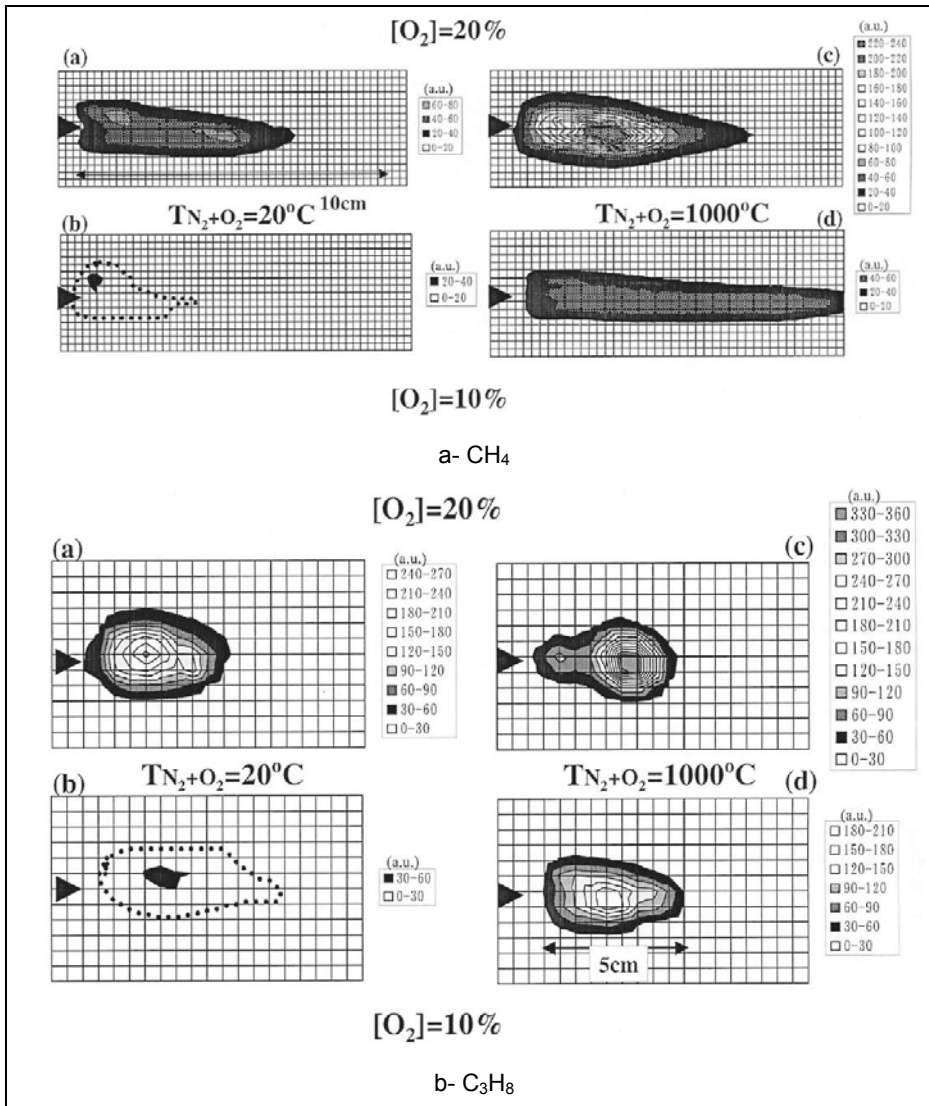 [O₂]=20%
(a)
(a.u.)
60-80
40-60
20-40
0-20
(c)
(a.u.)
220-240
200-220
180-200
160-180
140-160
120-140
100-120
80-100
60-80
40-60
20-40
0-20
10cm
(b)
TN₂+O₂=20°C
(a.u.)
20-40
0-20
TN₂+O₂=1000°C
(d)
(a.u.)
40-60
20-40
0-20
[O₂]=10%
a- CH₄
[O₂]=20%
(a)
(a.u.)
240-270
210-240
180-210
150-180
120-150
90-120
60-90
30-60
0-30
(c)
(a.u.)
330-360
300-330
270-300
240-270
210-240
180-210
150-180
120-150
90-120
60-90
30-60
0-30
(b)
TN₂+O₂=20°C
(a.u.)
30-60
0-30
TN₂+O₂=1000°C
(d)
(a.u.)
180-210
150-180
120-150
90-120
60-90
30-60
0-30
5cm
[O₂]=10%
b- C₃H₈